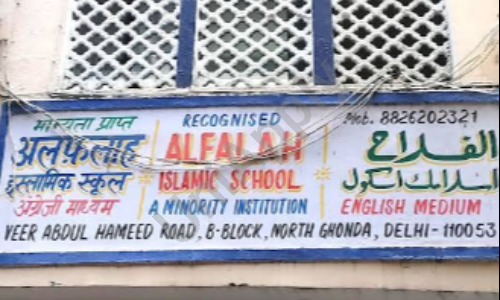 मान्यता प्राप्त RECOGNISED Mob. 8826202321
अलफ़लाह ALFALAH الفلاح
इस्लामिक स्कूल ISLAMIC SCHOOL اسلامک اسکول
अंग्रेजी माध्यम A MINORITY INSTITUTION ENGLISH MEDIUM
VEER ABDUL HAMEED ROAD, B-BLOCK, NORTH GHONDA, DELHI-110053